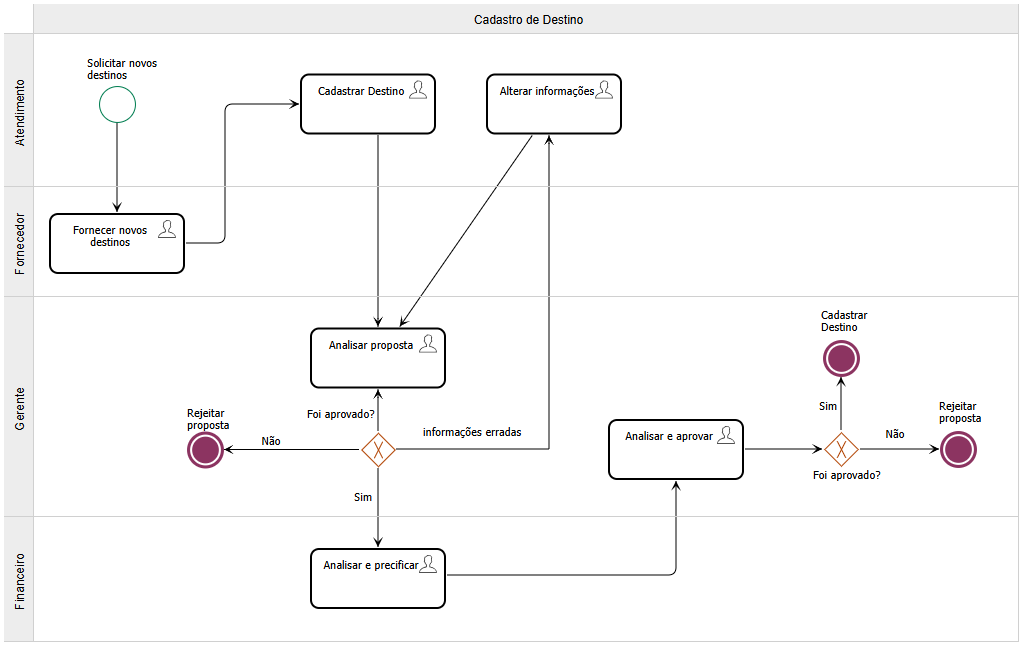 Cadastro de Destino
Atendimento
Solicitar novos
destinos
Cadastrar Destino
Alterar informações
Fornecedor
Fornecer novos
destinos
Gerente
Analisar proposta
Foi aprovado?
informações erradas
Rejeitar
proposta
Não
Sim
Analisar e aprovar
Cadastrar
Destino
Sim
Não
Rejeitar
proposta
Foi aprovado?
Financeiro
Analisar e precificar